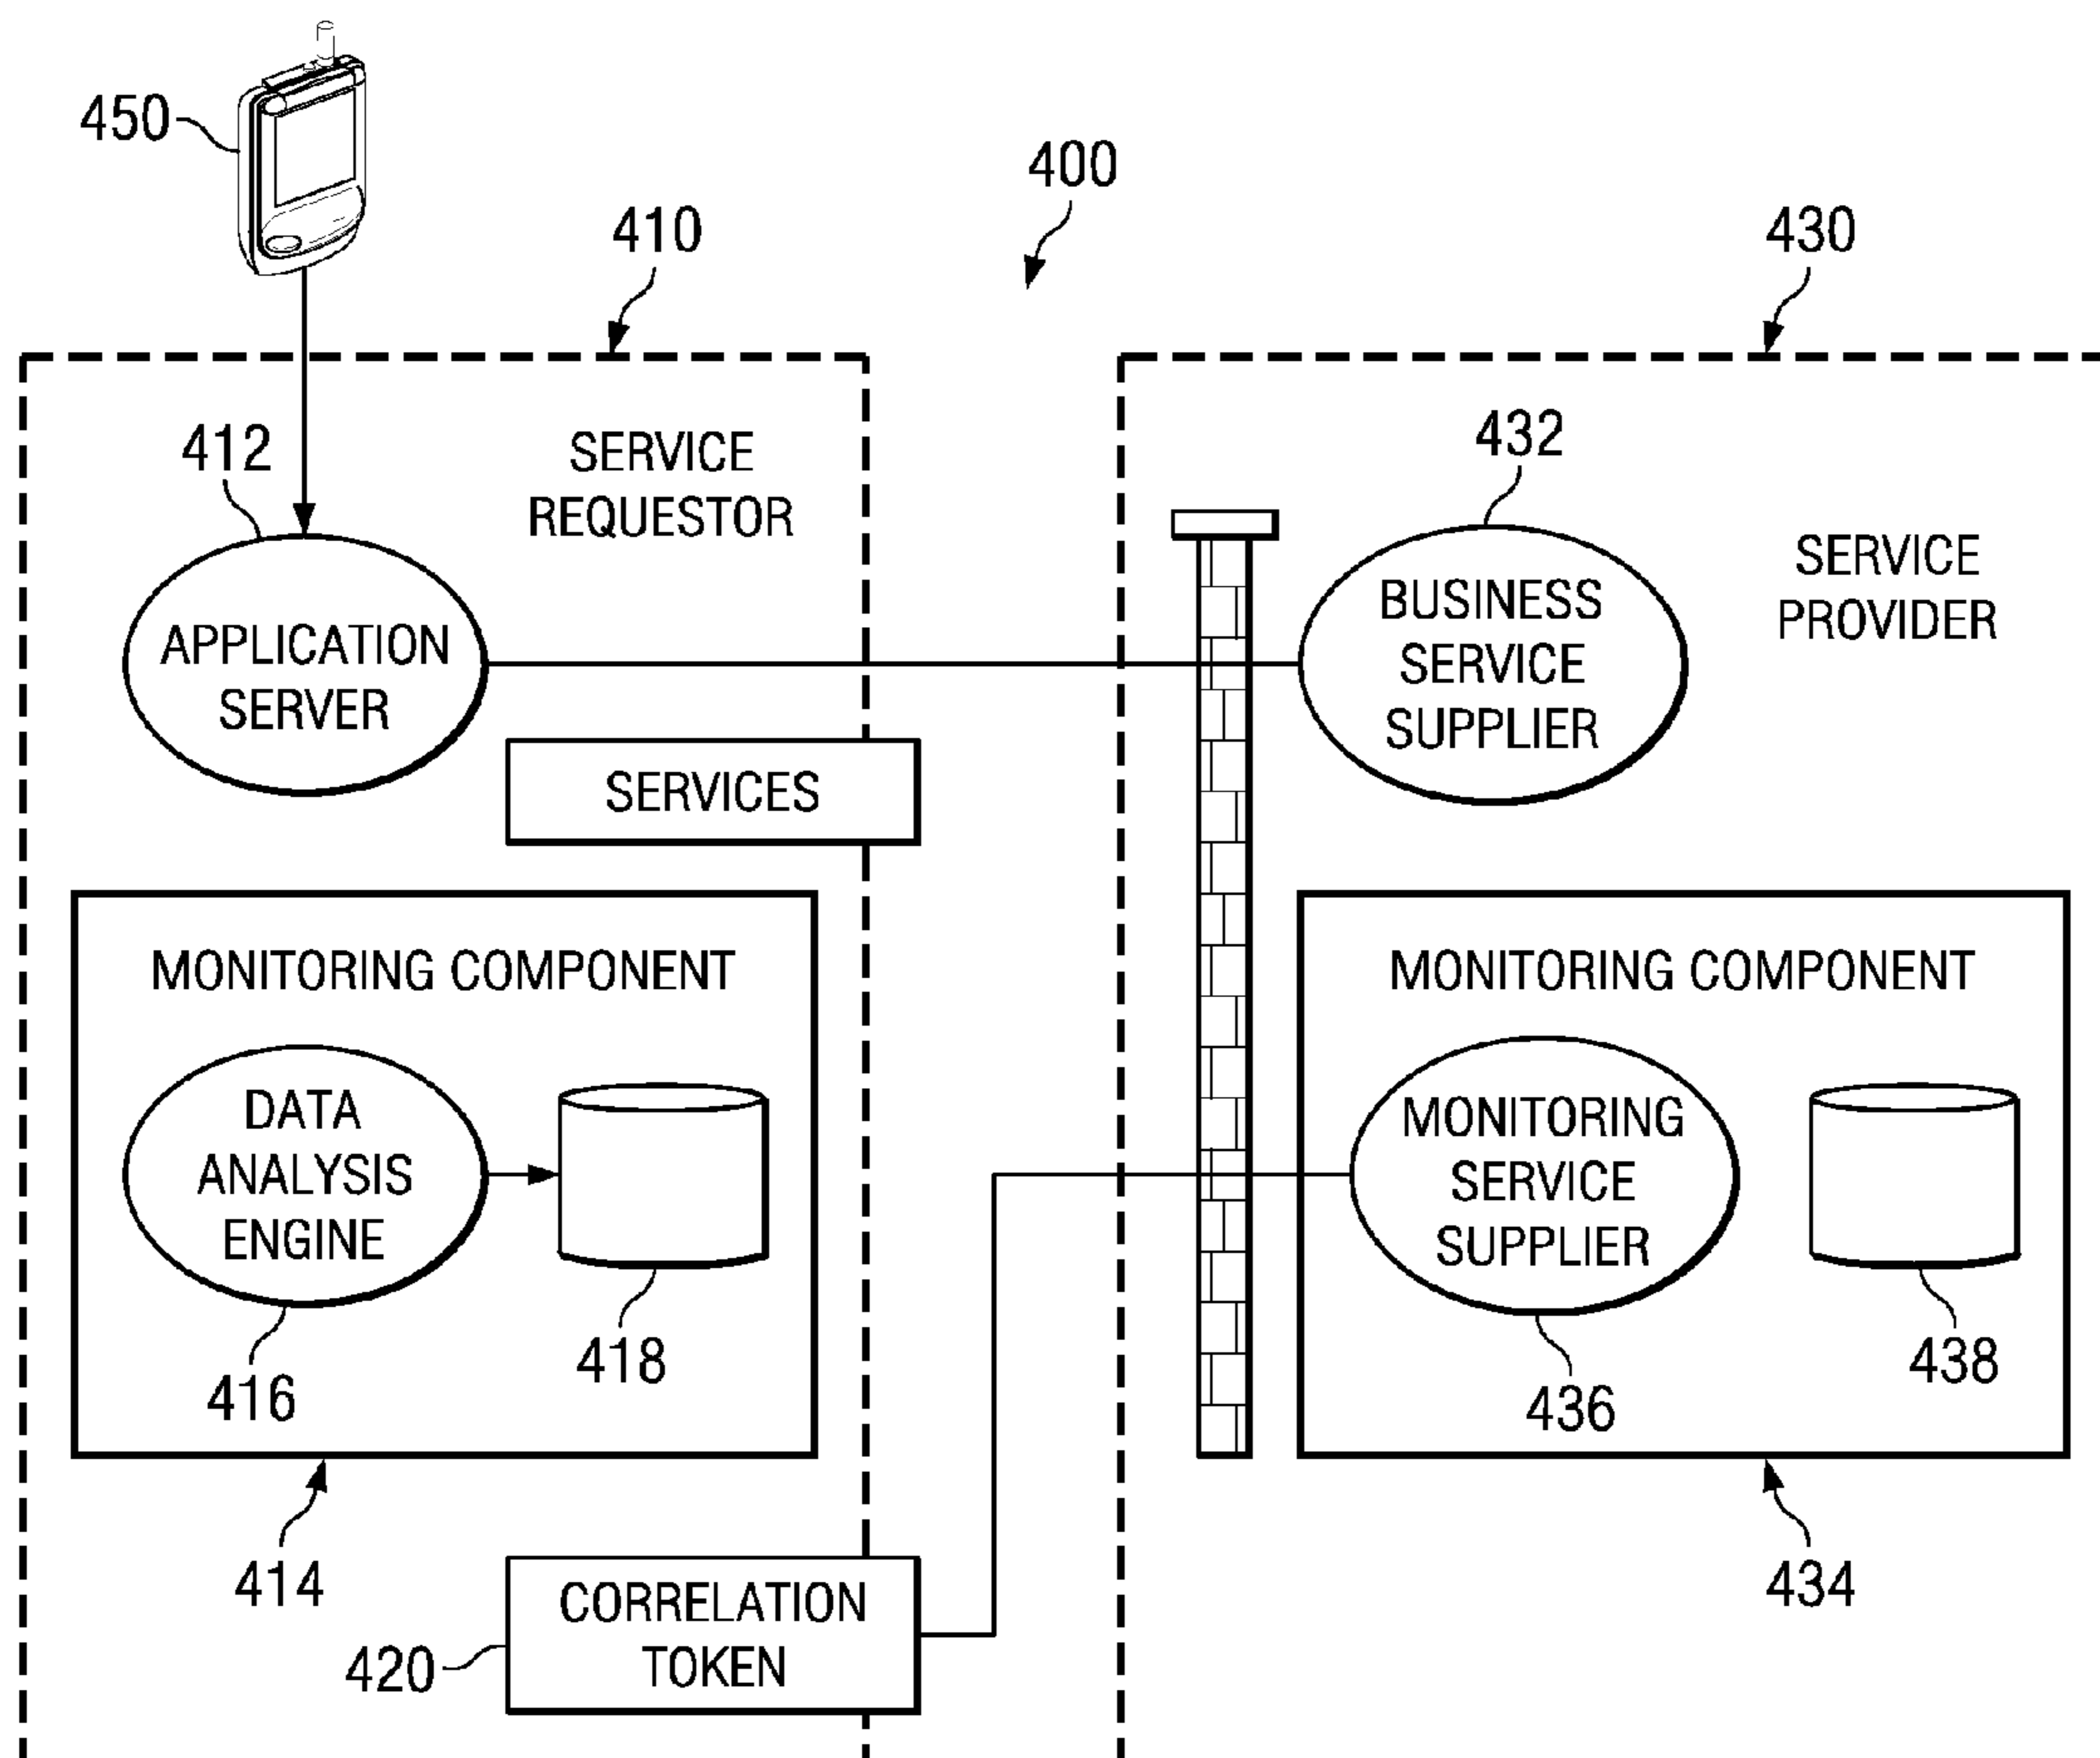 450
400
410
430
412
SERVICE
REQUESTOR
432
SERVICE
PROVIDER
APPLICATION
SERVER
BUSINESS
SERVICE
SUPPLIER
SERVICES
MONITORING COMPONENT
MONITORING COMPONENT
DATA
ANALYSIS
ENGINE
MONITORING
SERVICE
SUPPLIER
416
418
436
438
414
434
CORRELATION
TOKEN
420